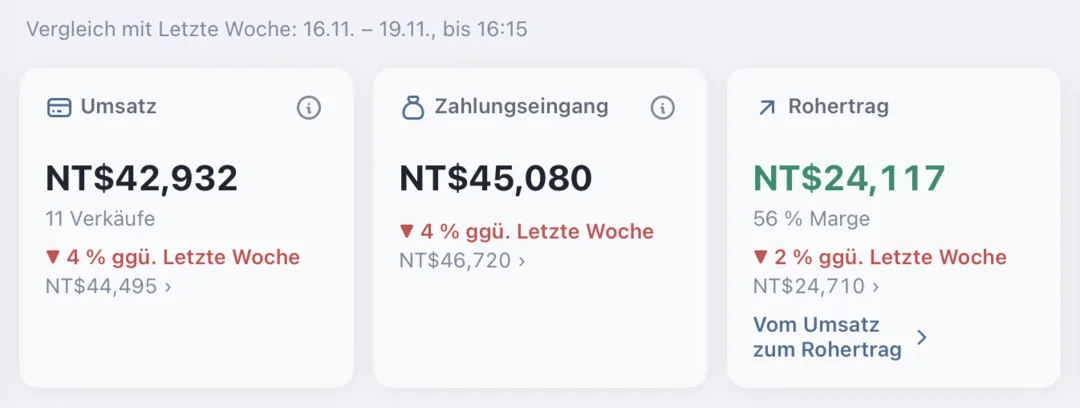 Vergleich mit Letzte Woche: 16.11. – 19.11., bis 16:15
Umsatz
NT$42,932
11 Verkäufe
▼ 4 % ggü. Letzte Woche
NT$44,495 ›
Zahlungseingang
NT$45,080
▼ 4 % ggü. Letzte Woche
NT$46,720 ›
Rohertrag
NT$24,117
56 % Marge
▼ 2 % ggü. Letzte Woche
NT$24,710 ›
Vom Umsatz
zum Rohertrag